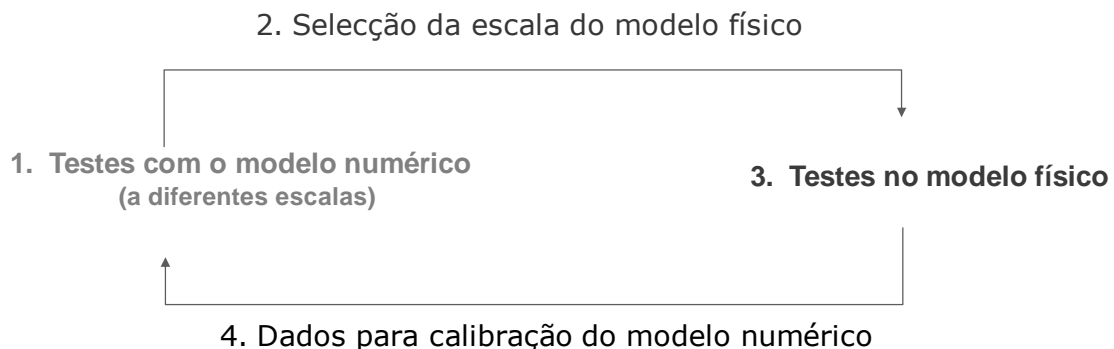 2. Selecção da escala do modelo físico
1. Testes com o modelo numérico
(a diferentes escalas)
3. Testes no modelo físico
4. Dados para calibração do modelo numérico